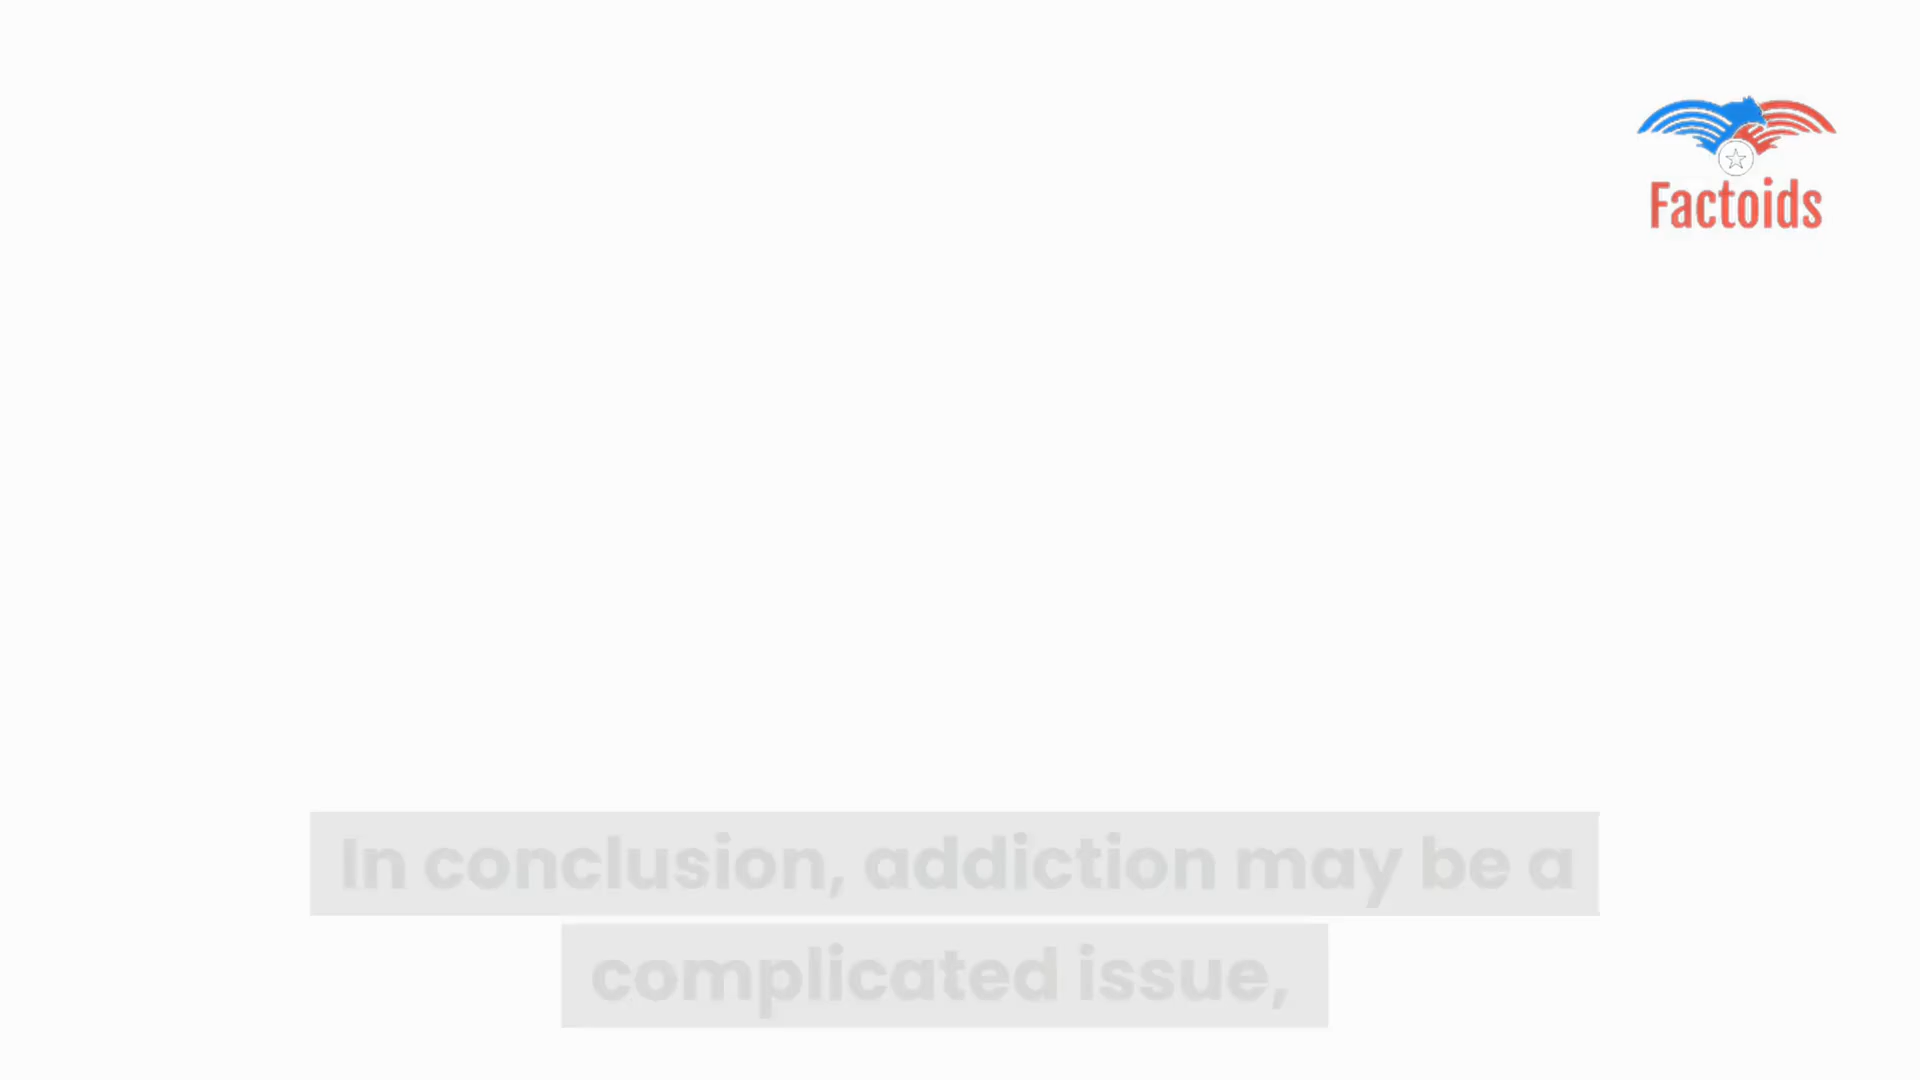 Factoids
In conclusion, addiction may be a
complicated issue,